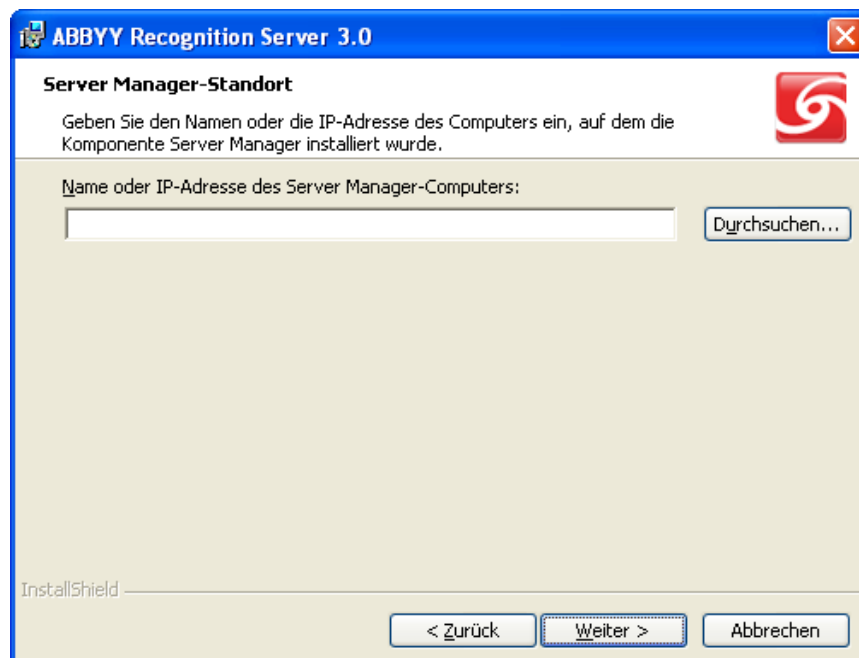 ABBYY Recognition Server 3.0
Server Manager-Standort
Geben Sie den Namen oder die IP-Adresse des Computers ein, auf dem die
Komponente Server Manager installiert wurde.
Name oder IP-Adresse des Server Manager-Computers:
Durchsuchen...
InstallShield
< Zurück
Weiter >
Abbrechen